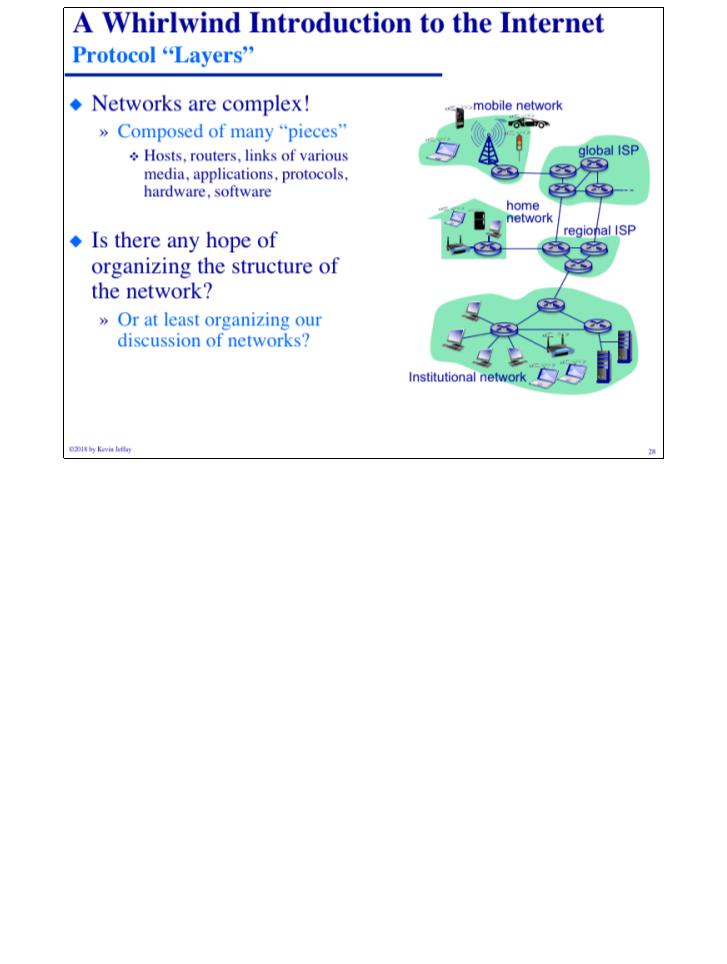 A Whirlwind Introduction to the Internet
Protocol “Layers”
◆ Networks are complex!
» Composed of many “pieces”
❖ Hosts, routers, links of various
media, applications, protocols,
hardware, software
◆ Is there any hope of
organizing the structure of
the network?
» Or at least organizing our
discussion of networks?
mobile network
global ISP
home
network
regional ISP
Institutional network
©2018 by Kevin Jeffay
28